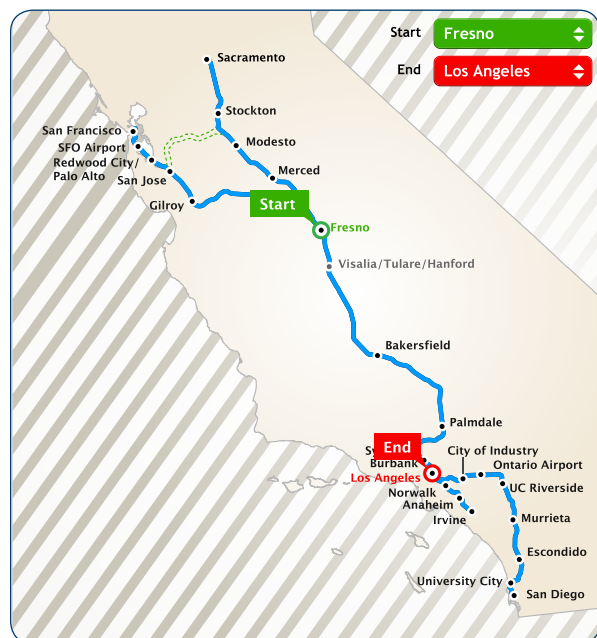 Start
Fresno
End
Los Angeles
Sacramento
Stockton
San Francisco
SFO Airport
Modesto
Redwood City/
Palo Alto
San Jose
Merced
Gilroy
Start
Fresno
Visalia/Tulare/Hanford
Bakersfield
Palmdale
End
City of Industry
Burbank
Ontario Airport
Los Angeles
UC Riverside
Norwalk
Anaheim
Irvine
Murrieta
Escondido
University City
San Diego